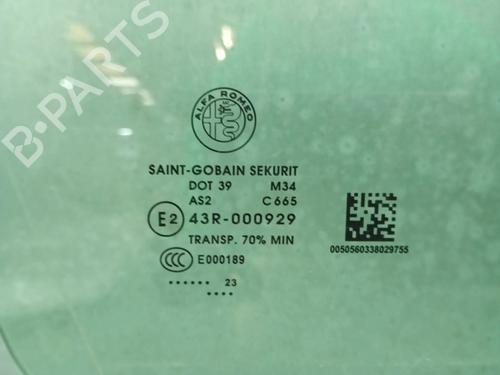 B-PARTS
ALFA ROMEO
SAINT-GOBAIN SEKURIT
DOT 39 M34
AS2 C665
E2 43R-000929
TRANSP. 70% MIN
CCC E000189
...... 23
....
0050560338029755